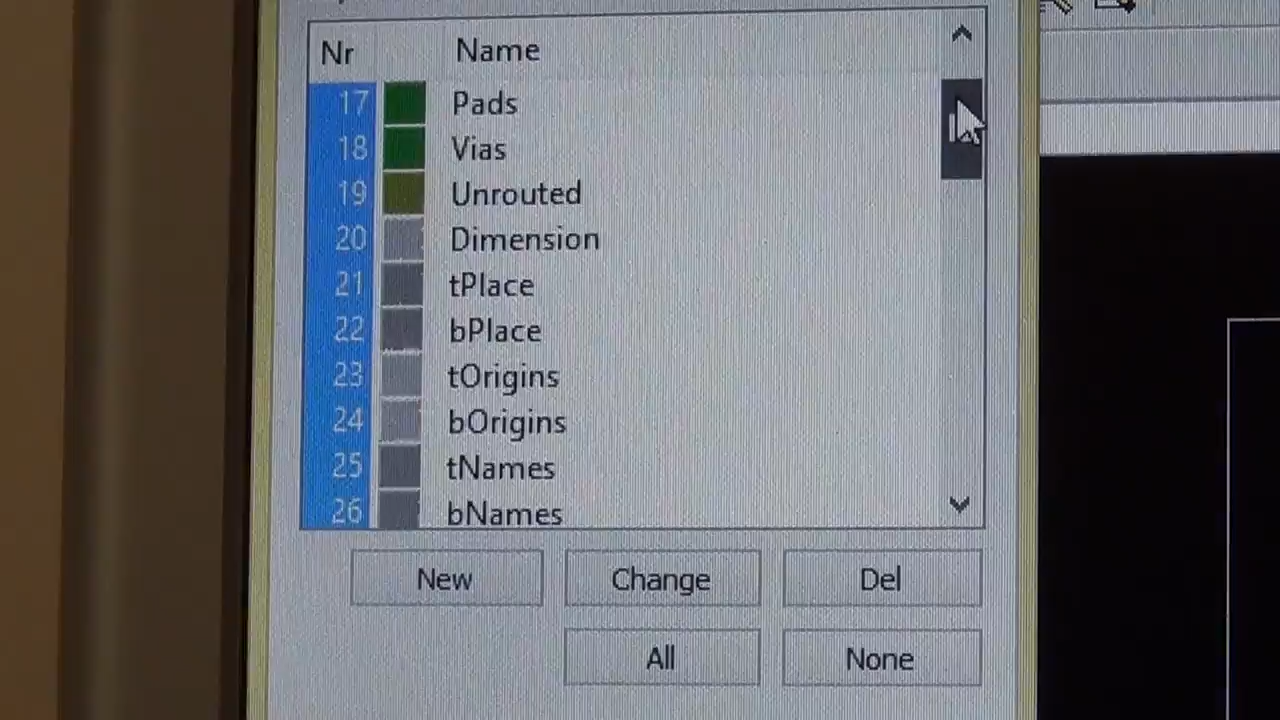 Nr Name
17 Pads
18 Vias
19 Unrouted
20 Dimension
21 tPlace
22 bPlace
23 tOrigins
24 bOrigins
25 tNames
26 bNames
New Change Del
All None